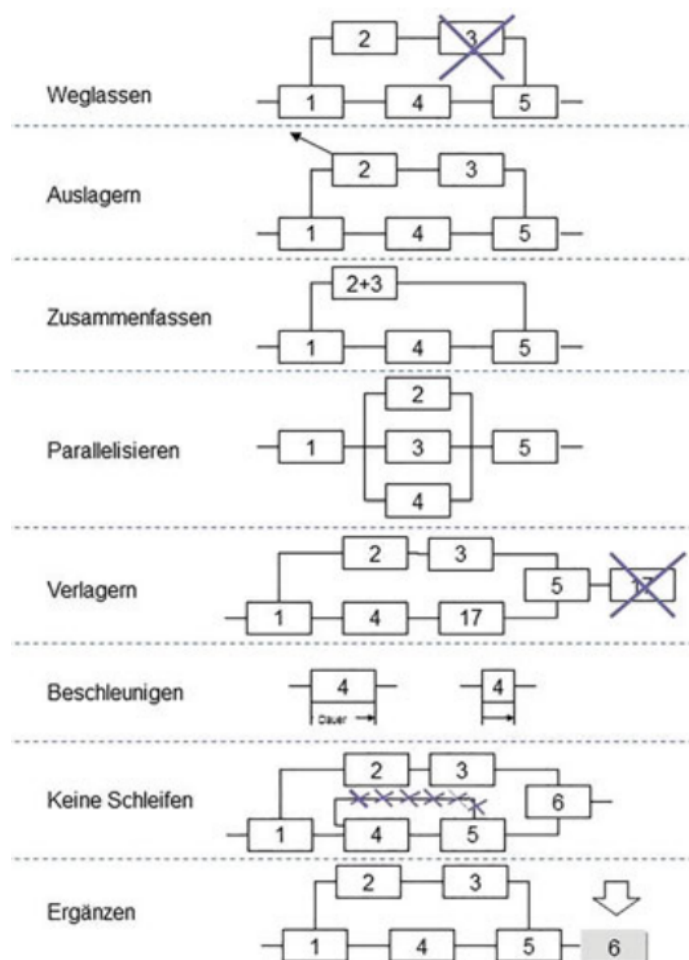 2 3
Weglassen 1 4 5
2 3
Auslagern
1 4 5
2+3
Zusammenfassen
1 4 5
2
Parallelisieren 1 3 5
4
2 3
Verlagern 5 17
1 4 17
Beschleunigen 4 4
Dauer
2 3
Keine Schleifen 6
1 4 5
2 3
Ergänzen
1 4 5 6